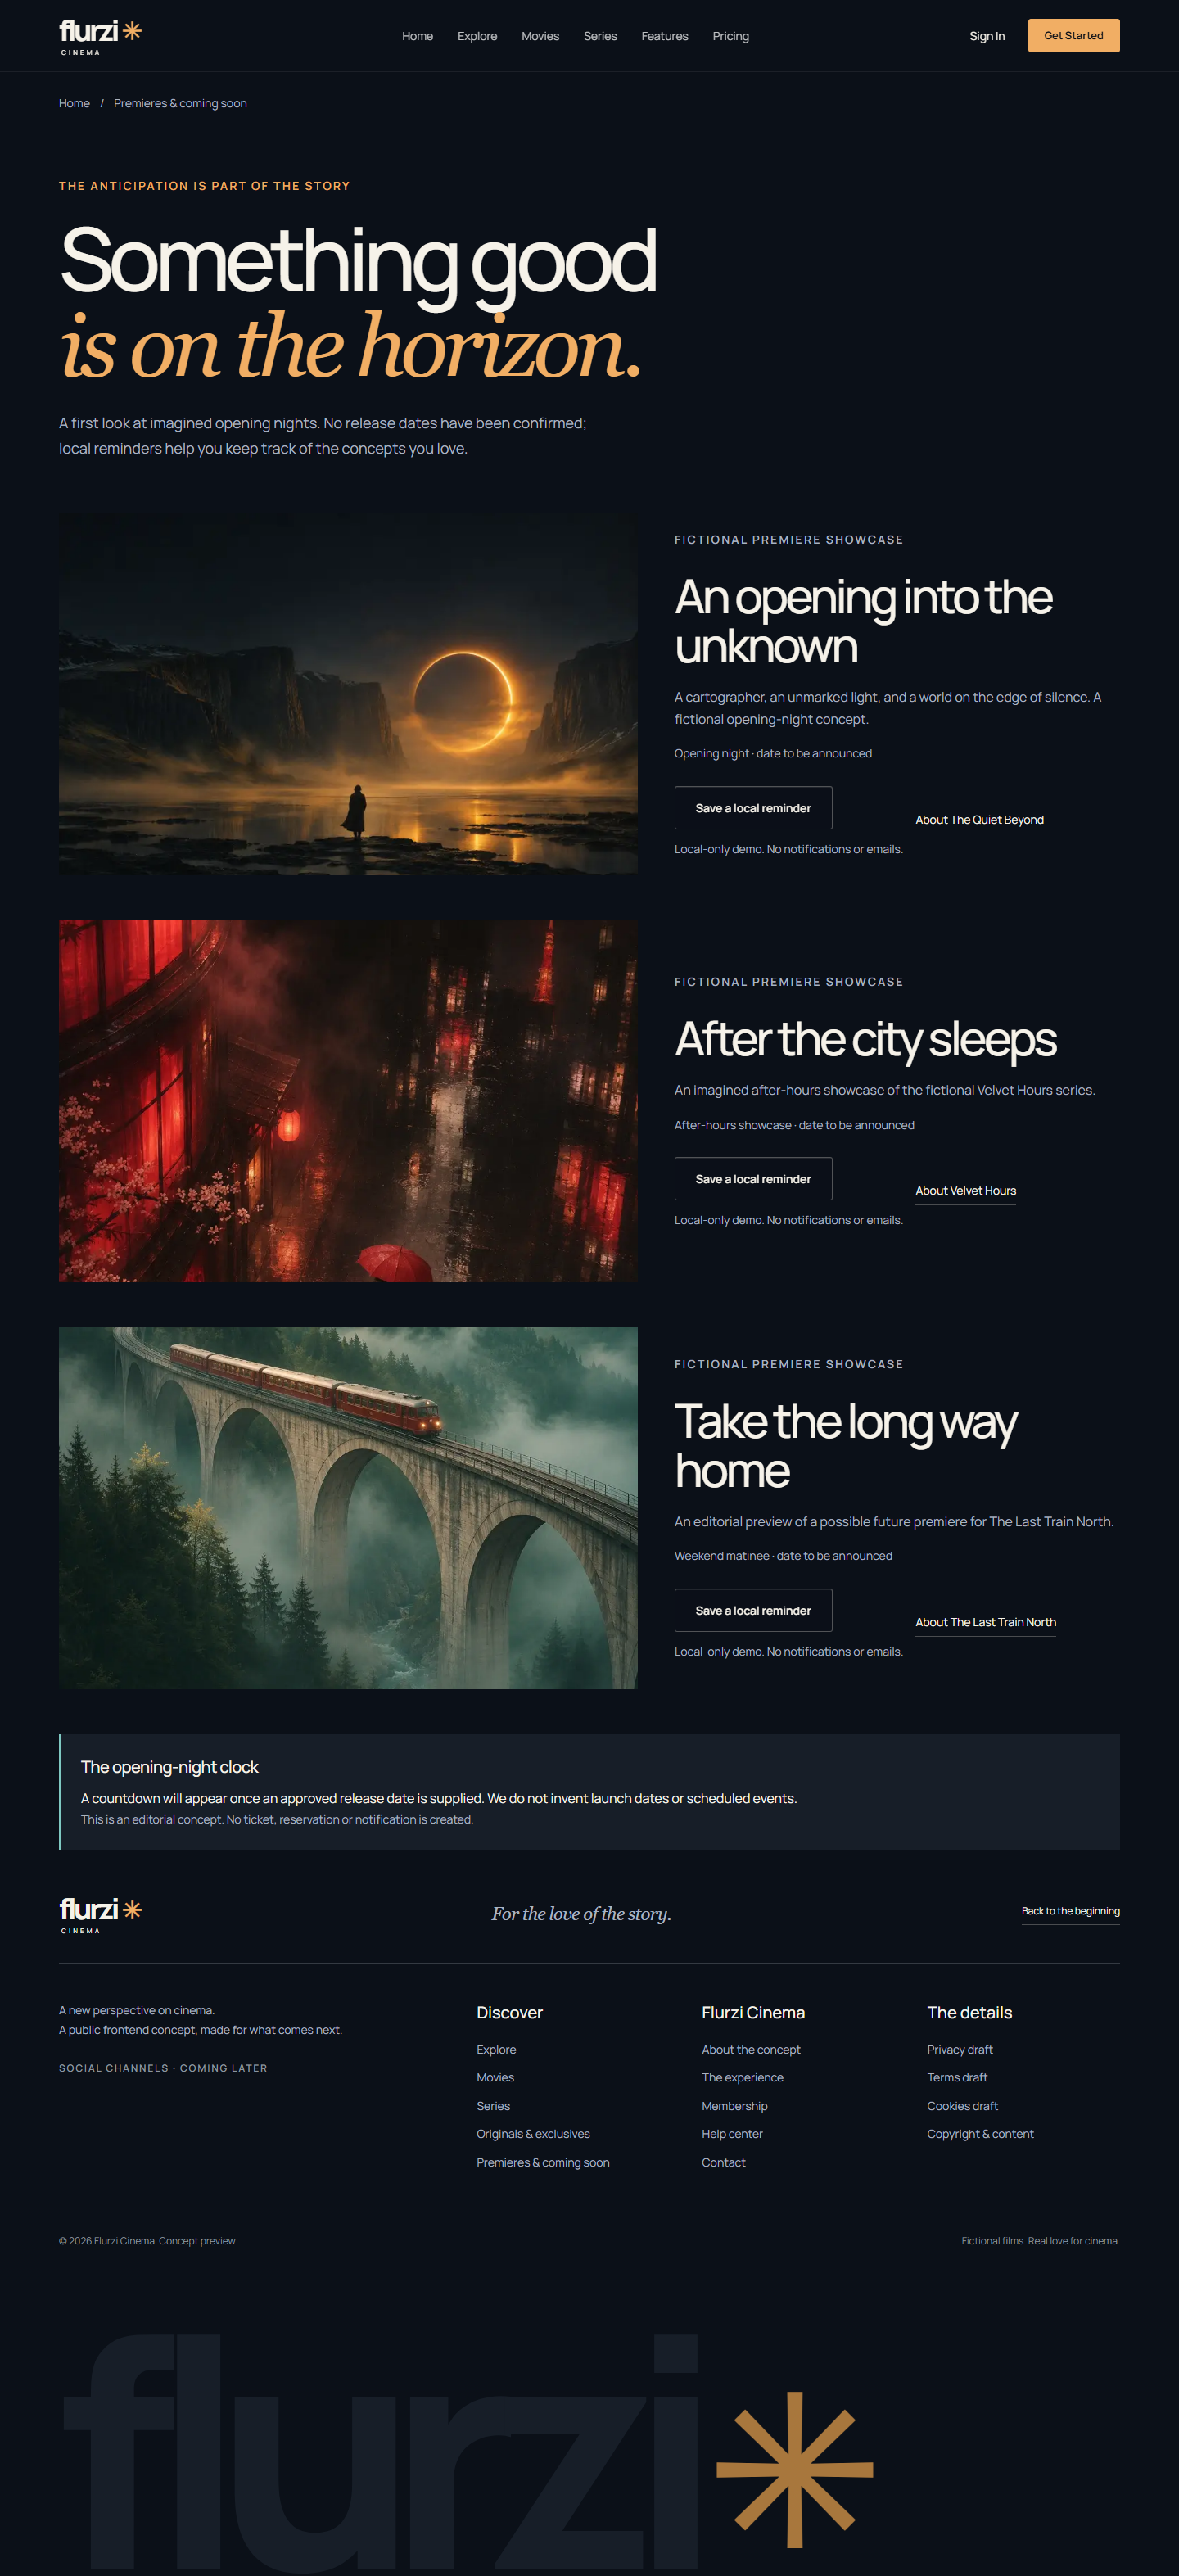 flurzi
CINEMA
Home Explore Movies Series Features Pricing
Sign In
Get Started
Home / Premieres & coming soon
THE ANTICIPATION IS PART OF THE STORY
Something good
is on the horizon.
A first look at imagined opening nights. No release dates have been confirmed;
local reminders help you keep track of the concepts you love.
FICTIONAL PREMIERE SHOWCASE
An opening into the
unknown
A cartographer, an unmarked light, and a world on the edge of silence. A
fictional opening-night concept.
Opening night · date to be announced
Save a local reminder
About The Quiet Beyond
Local-only demo. No notifications or emails.
FICTIONAL PREMIERE SHOWCASE
After the city sleeps
An imagined after-hours showcase of the fictional Velvet Hours series.
After-hours showcase · date to be announced
Save a local reminder
About Velvet Hours
Local-only demo. No notifications or emails.
FICTIONAL PREMIERE SHOWCASE
Take the long way
home
An editorial preview of a possible future premiere for The Last Train North.
Weekend matinee · date to be announced
Save a local reminder
About The Last Train North
Local-only demo. No notifications or emails.
The opening-night clock
A countdown will appear once an approved release date is supplied. We do not invent launch dates or scheduled events.
This is an editorial concept. No ticket, reservation or notification is created.
flurzi
CINEMA
For the love of the story.
Back to the beginning
A new perspective on cinema.
A public frontend concept, made for what comes next.
SOCIAL CHANNELS · COMING LATER
Discover
Explore
Movies
Series
Originals & exclusives
Premieres & coming soon
Flurzi Cinema
About the concept
The experience
Membership
Help center
Contact
The details
Privacy draft
Terms draft
Cookies draft
Copyright & content
© 2026 Flurzi Cinema. Concept preview.
Fictional films. Real love for cinema.
flurzi